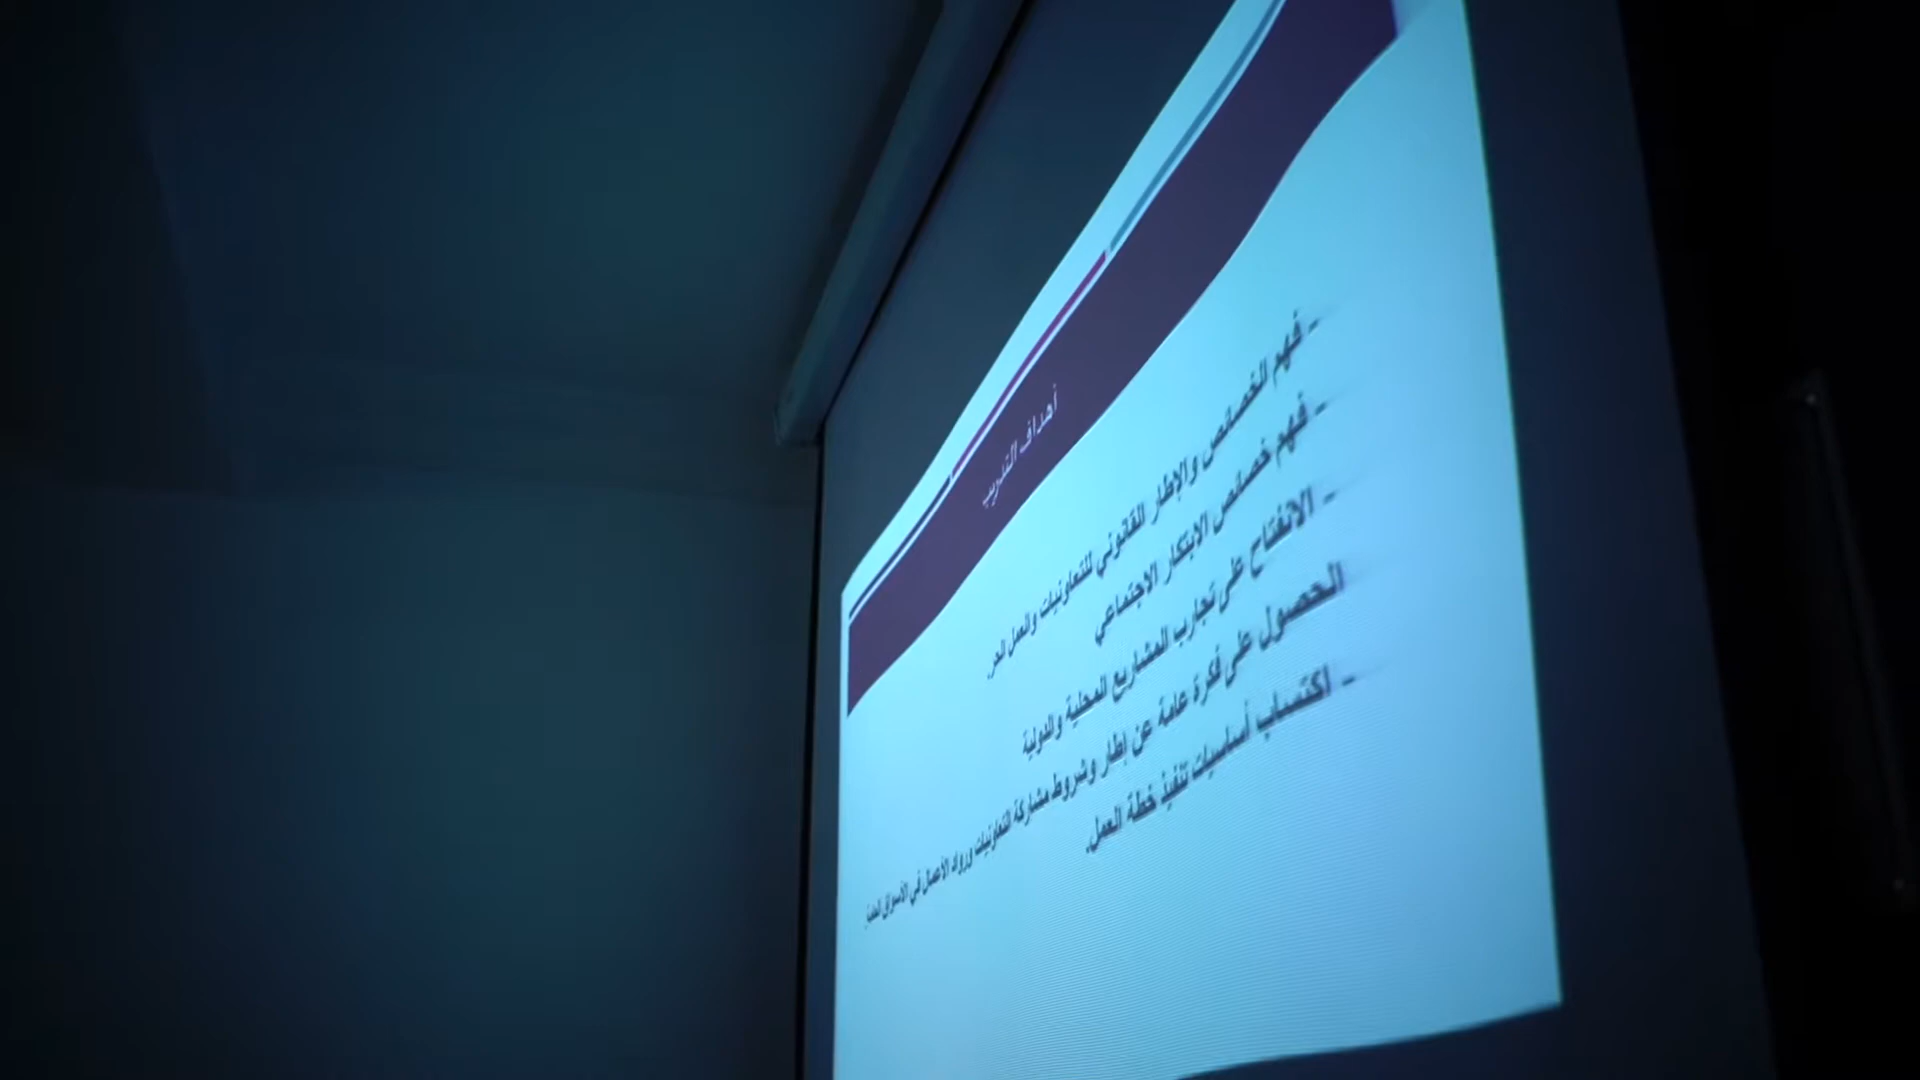 أهداف التدريب
- فهم الخصائص والإطار القانوني للتعاونيات والعمل الحر.
- فهم خصائص الابتكار الاجتماعي
- الانفتاح على تجارب المشاريع المحلية والدولية
الحصول على فكرة عامة عن إطار وشروط مشاركة التعاونيات ورواد الأعمال في الأسواق
- اكتساب أساسيات تنفيذ خطة العمل.